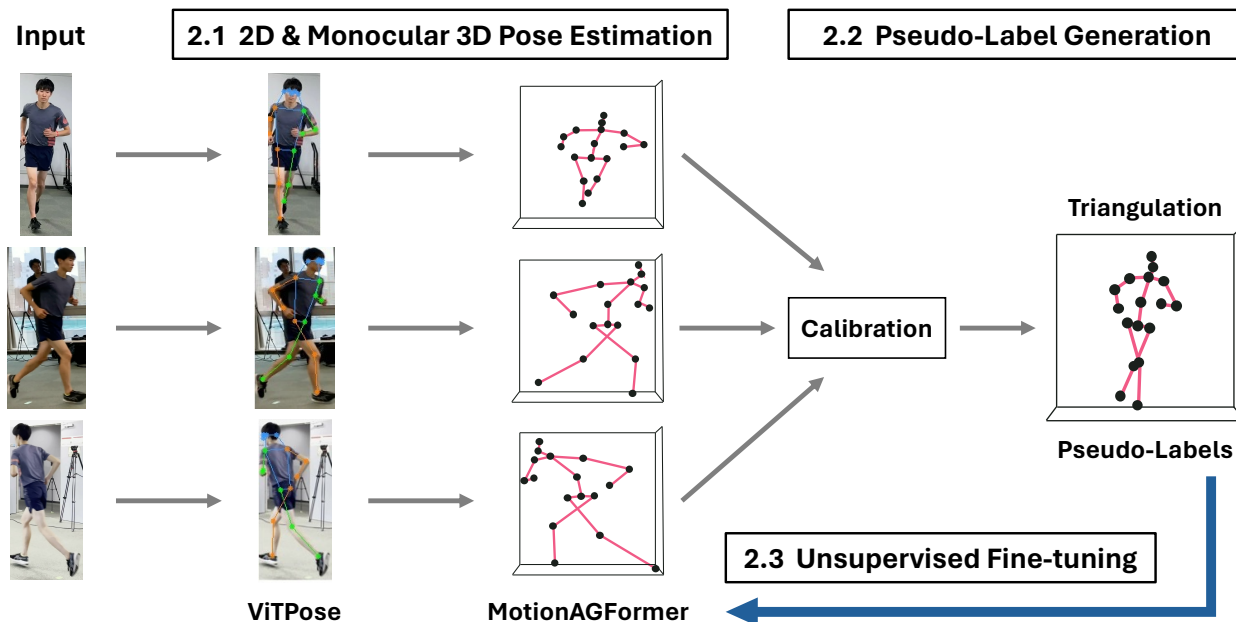 Input
2.1 2D & Monocular 3D Pose Estimation
2.2 Pseudo-Label Generation
Triangulation
Calibration
Pseudo-Labels
2.3 Unsupervised Fine-tuning
ViTPose
MotionAGFormer